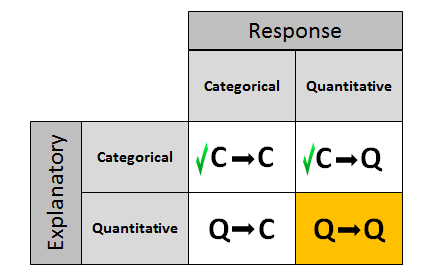 Response
Categorical Quantitative
Explanatory
Categorical √C➡C √C➡Q
Quantitative Q➡C Q➡Q